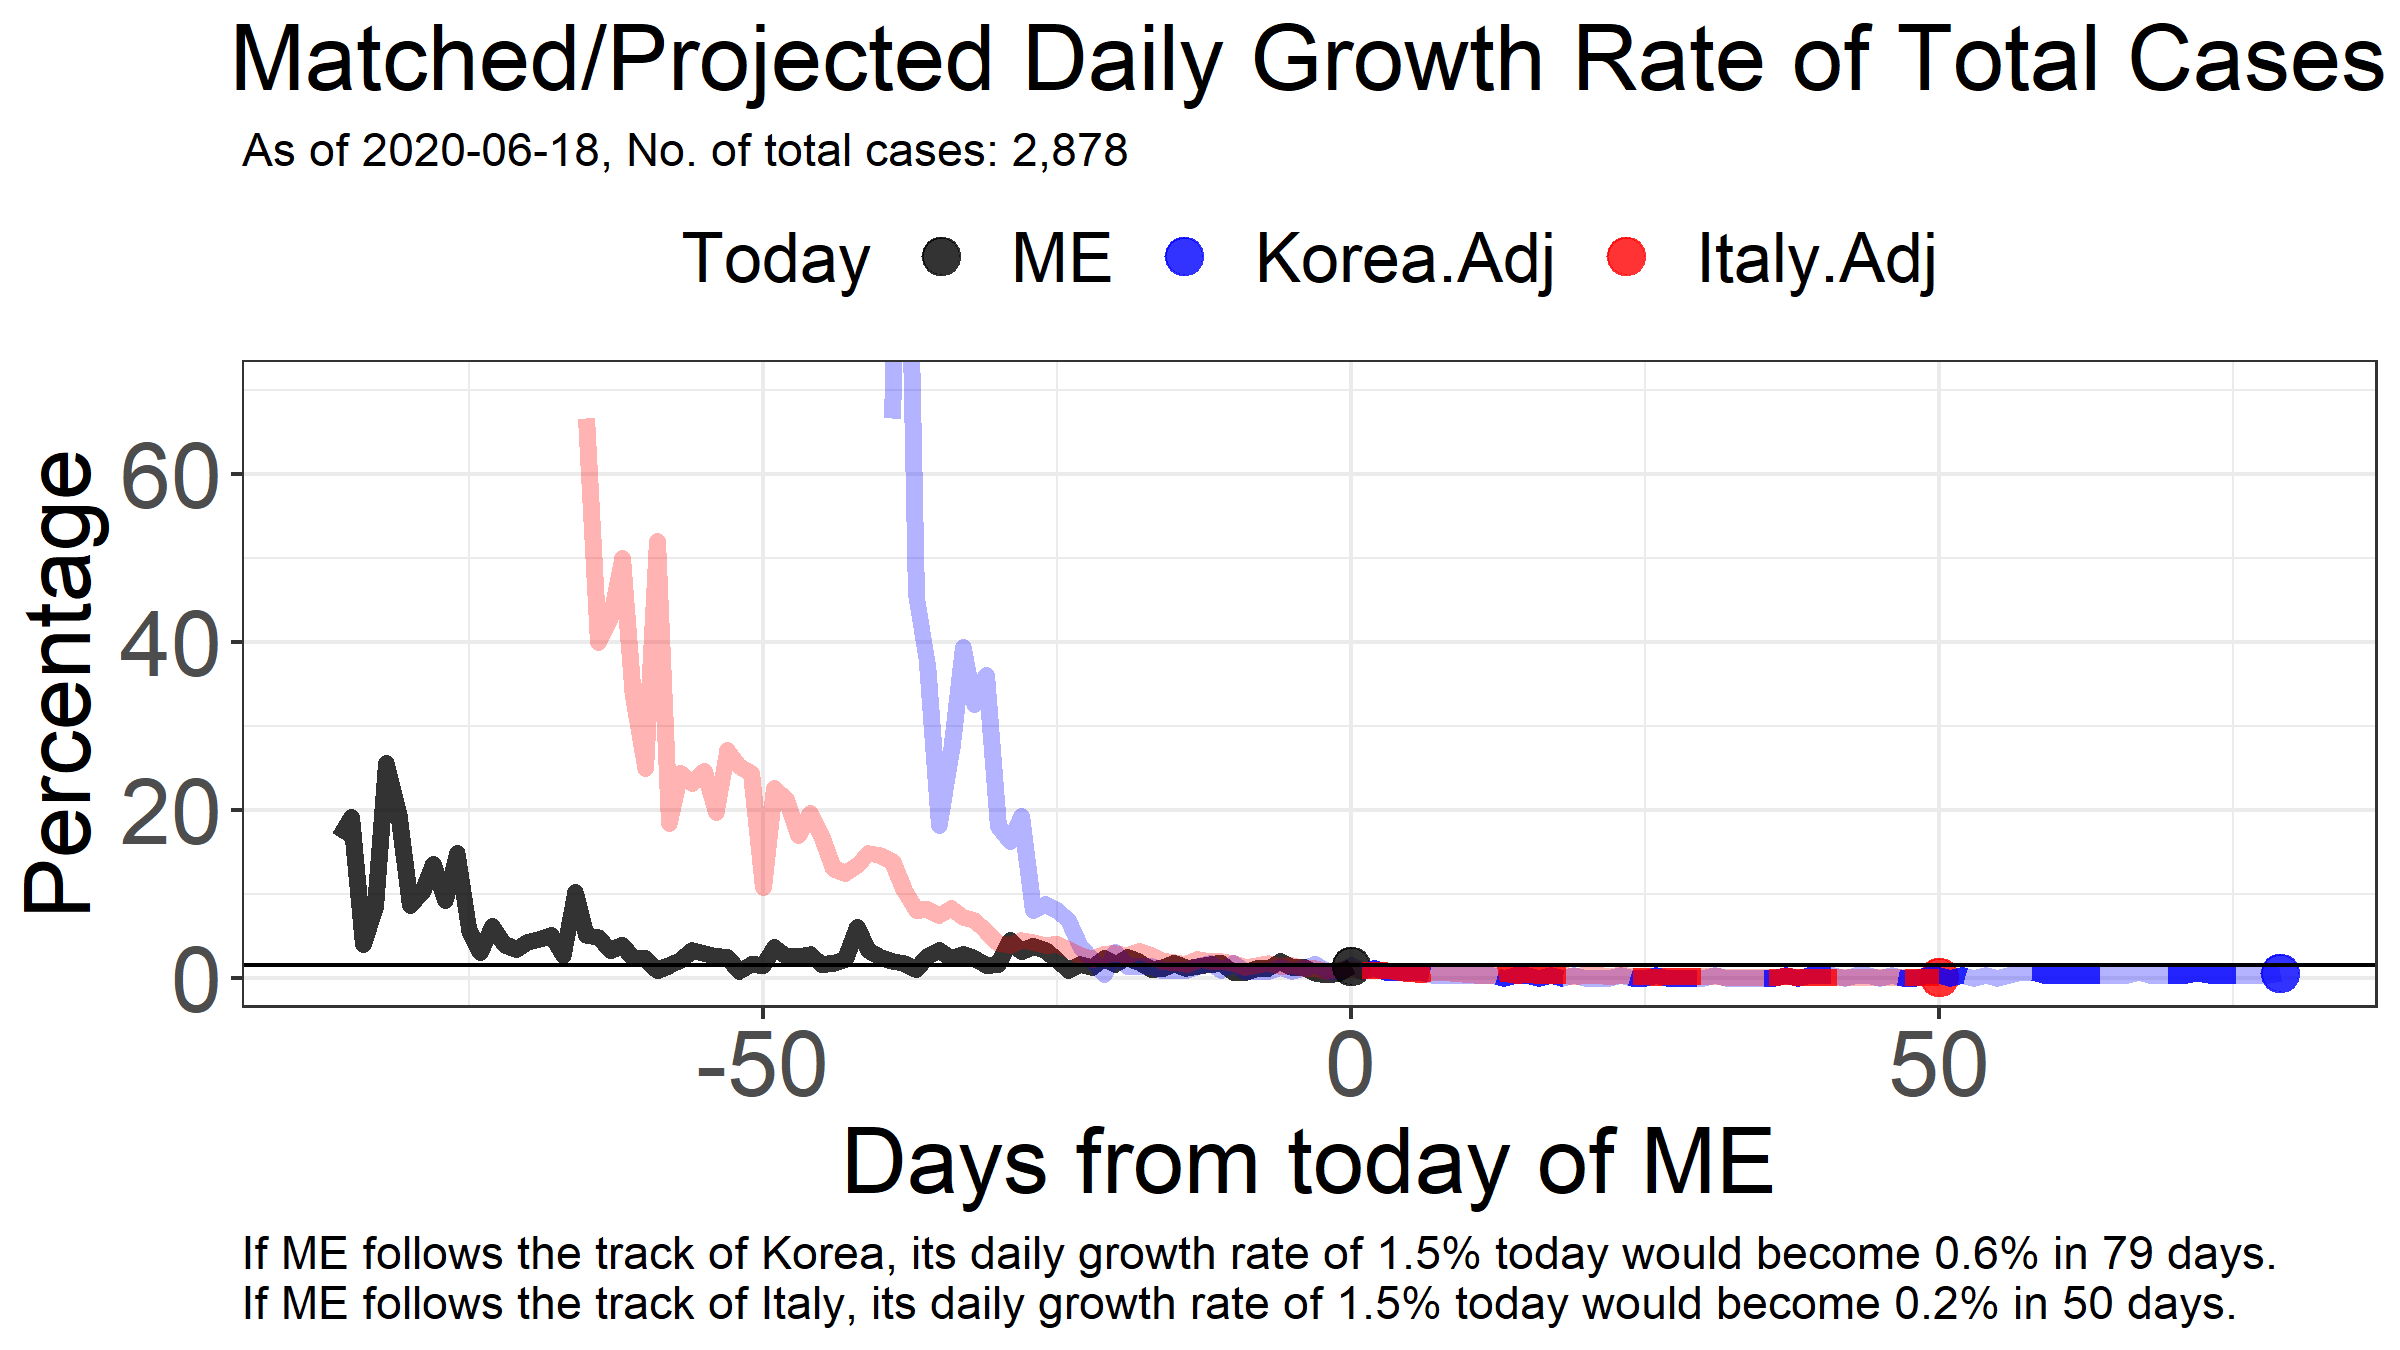 Matched/Projected Daily Growth Rate of Total Cases
As of 2020-06-18, No. of total cases: 2,878
Today ME Korea.Adj Italy.Adj
Percentage
60
40
20
0
-50 0 50
Days from today of ME
If ME follows the track of Korea, its daily growth rate of 1.5% today would become 0.6% in 79 days.
If ME follows the track of Italy, its daily growth rate of 1.5% today would become 0.2% in 50 days.